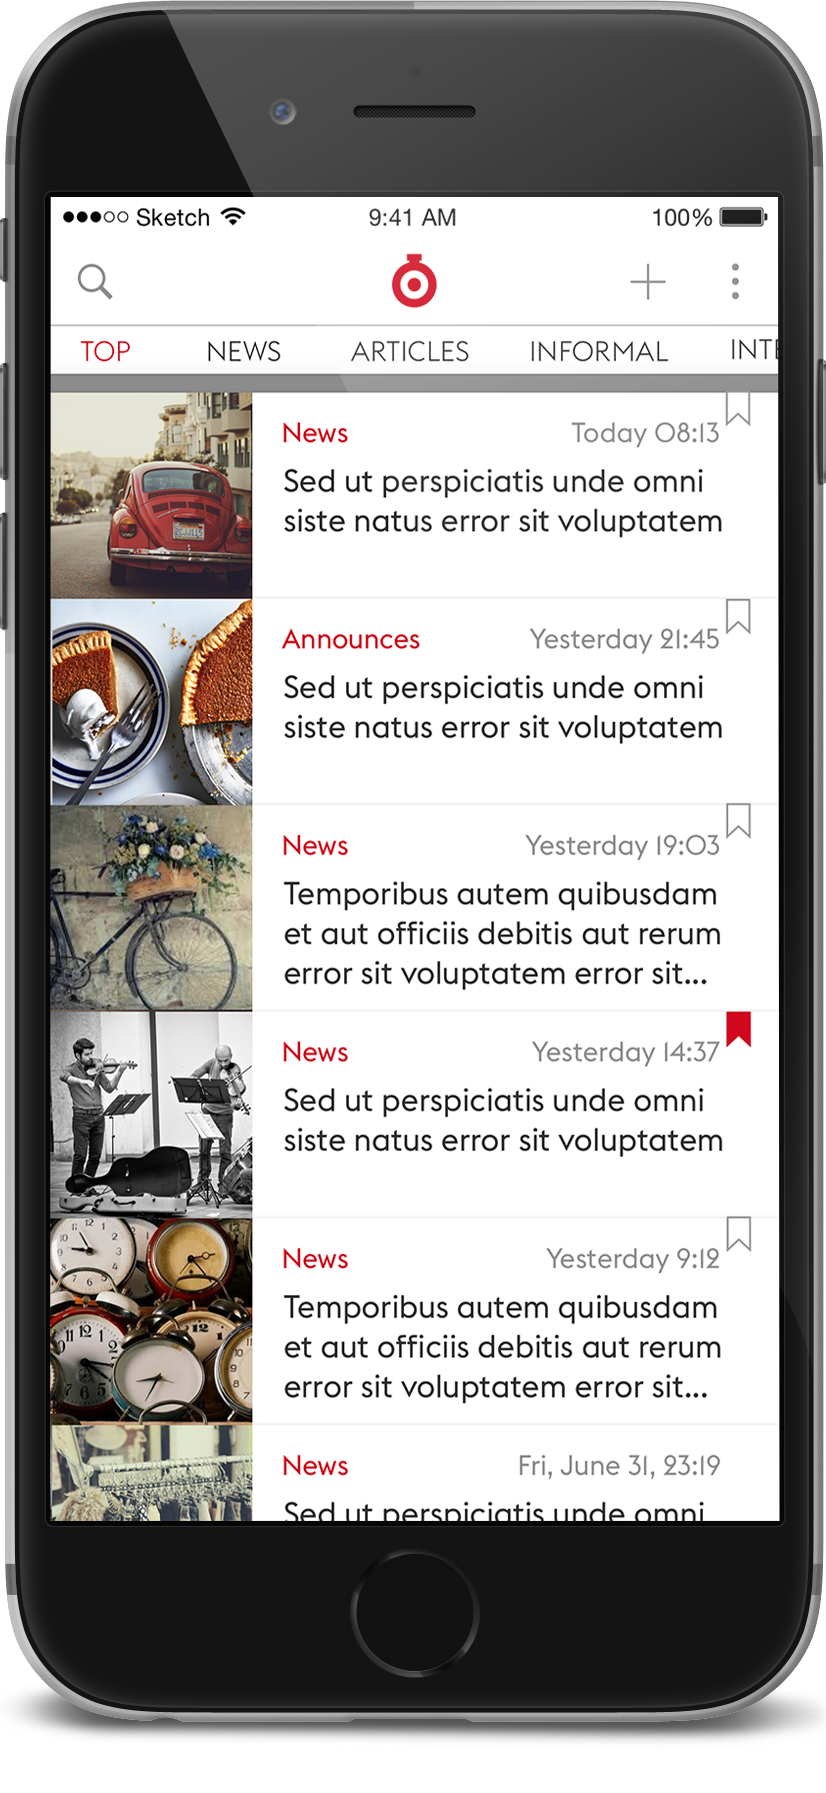 Sketch 9:41 AM 100%
TOP NEWS ARTICLES INFORMAL INTE
News Today 08:13
Sed ut perspiciatis unde omni
siste natus error sit voluptatem
Announces Yesterday 21:45
Sed ut perspiciatis unde omni
siste natus error sit voluptatem
News Yesterday 19:03
Temporibus autem quibusdam
et aut officiis debitis aut rerum
error sit voluptatem error sit...
News Yesterday 14:37
Sed ut perspiciatis unde omni
siste natus error sit voluptatem
News Yesterday 9:12
Temporibus autem quibusdam
et aut officiis debitis aut rerum
error sit voluptatem error sit...
News Fri, June 31, 23:19
Sed ut perspiciatis unde omni